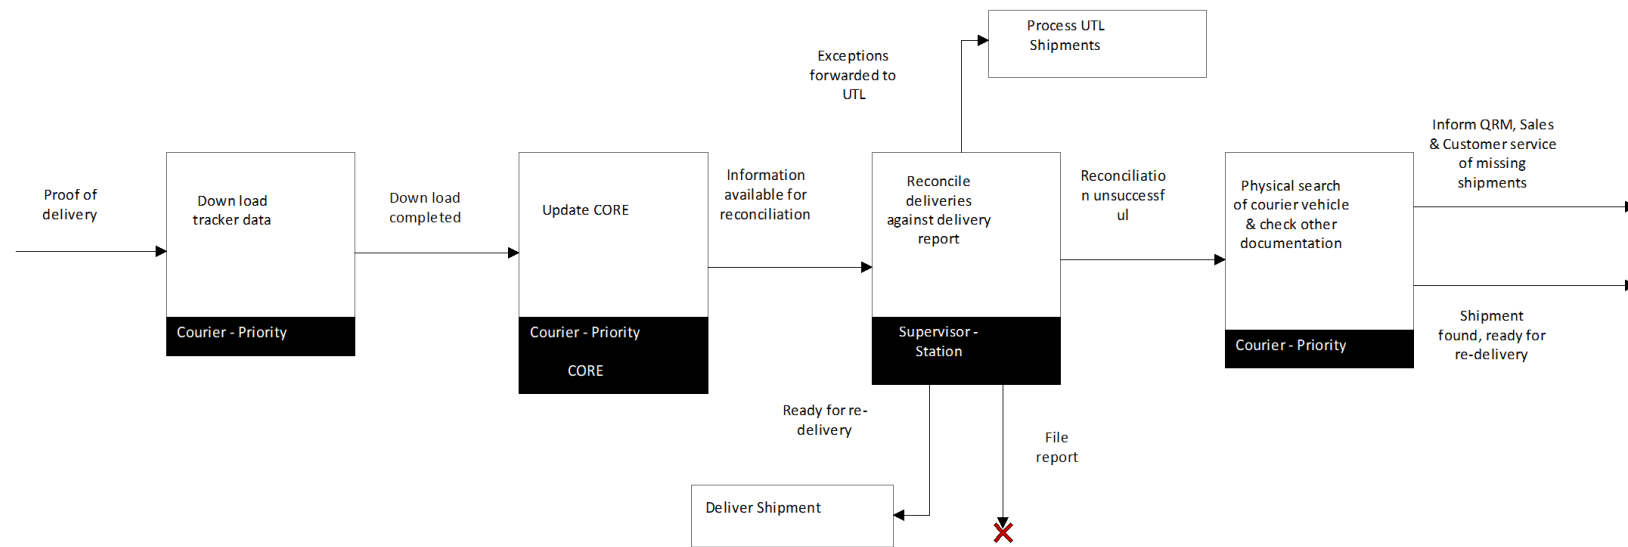 Proof of
delivery
Down load
tracker data
Courier - Priority
Down load
completed
Update CORE
Courier - Priority
CORE
Information
available for
reconciliation
Exceptions
forwarded to
UTL
Process UTL
Shipments
Reconcile
deliveries
against delivery
report
Supervisor -
Station
Ready for re-
delivery
Deliver Shipment
File
report
Reconciliatio
n unsuccessf
ul
Physical search
of courier vehicle
& check other
documentation
Courier - Priority
Inform QRM, Sales
& Customer service
of missing
shipments
Shipment
found, ready for
re-delivery